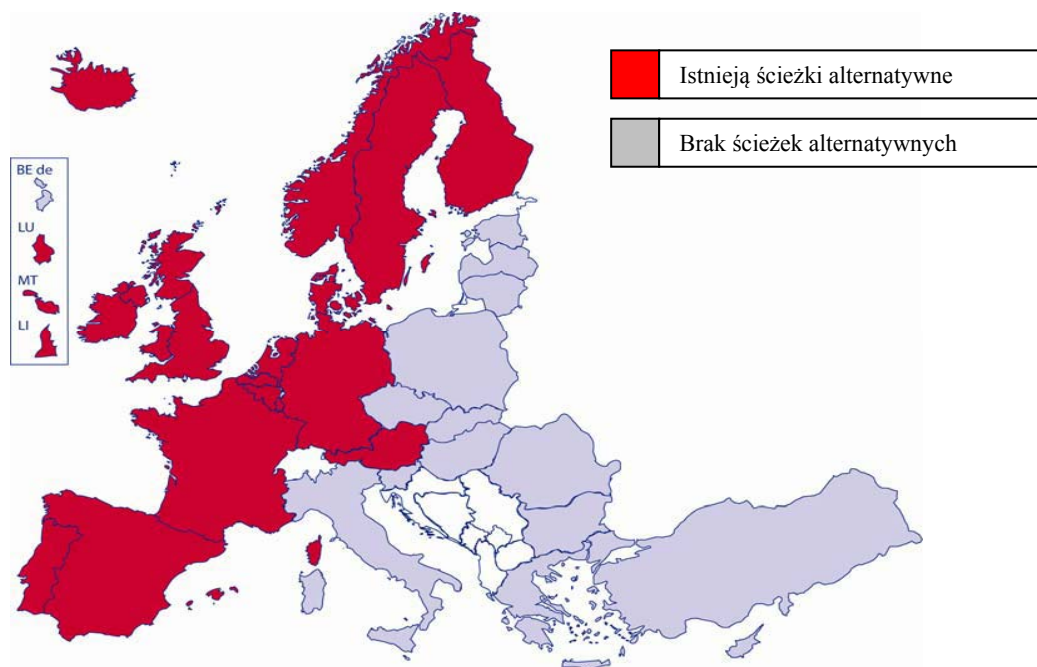 Istnieją ścieżki alternatywne
Brak ścieżek alternatywnych
BE de
LU
MT
LI